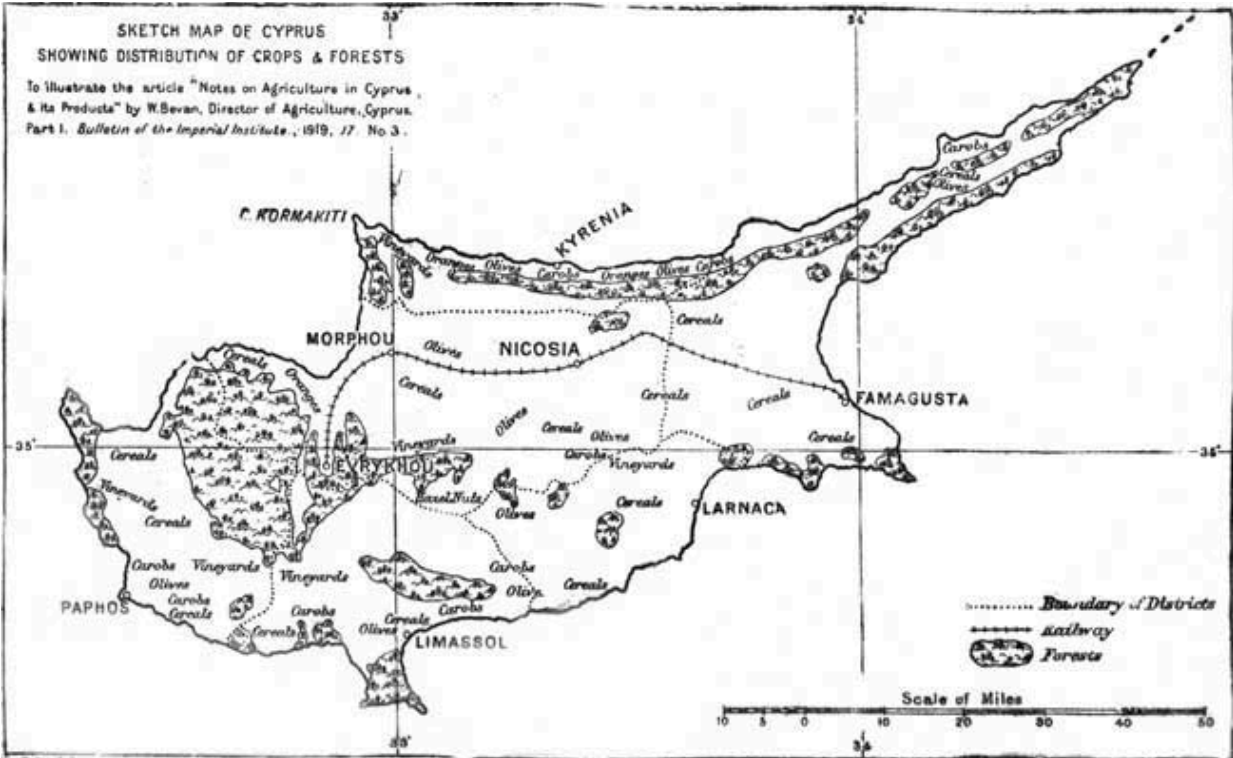 SKETCH MAP OF CYPRUS
SHOWING DISTRIBUTION OF CROPS & FORESTS
To illustrate the article "Notes on Agriculture in Cyprus
& its Products" by W. Bevan, Director of Agriculture, Cyprus.
Part I. Bulletin of the Imperial Institute., 1919, 17. No 3.
33°
34°
C. KORMAKITI
KYRENIA
Carobs
Cereals
Olives
Vineyards
Oranges Olives Carobs Oranges Olives Carobs
MORPHOU
Olives
NICOSIA
Cereals
Cereals
Oranges
Cereals
Olives
Cereals
Cereals
FAMAGUSTA
35°
Cereals
EVRYKHOU
Vineyards
Cereals
Olives
Carobs
Vineyards
Cereals
35°
Vineyards
Cereals
Hazel Nuts
Olives
Cereals
LARNACA
Carobs
Vineyards
Vineyards
Carobs
Olives
Olive
Cereals
PAPHOS
Carobs
Cereals
Carobs
Cereals
Carobs
Cereals
Olives
LIMASSOL
Boundary of Districts
Railway
Forests
Scale of Miles
10 5 0 10 20 30 40 50